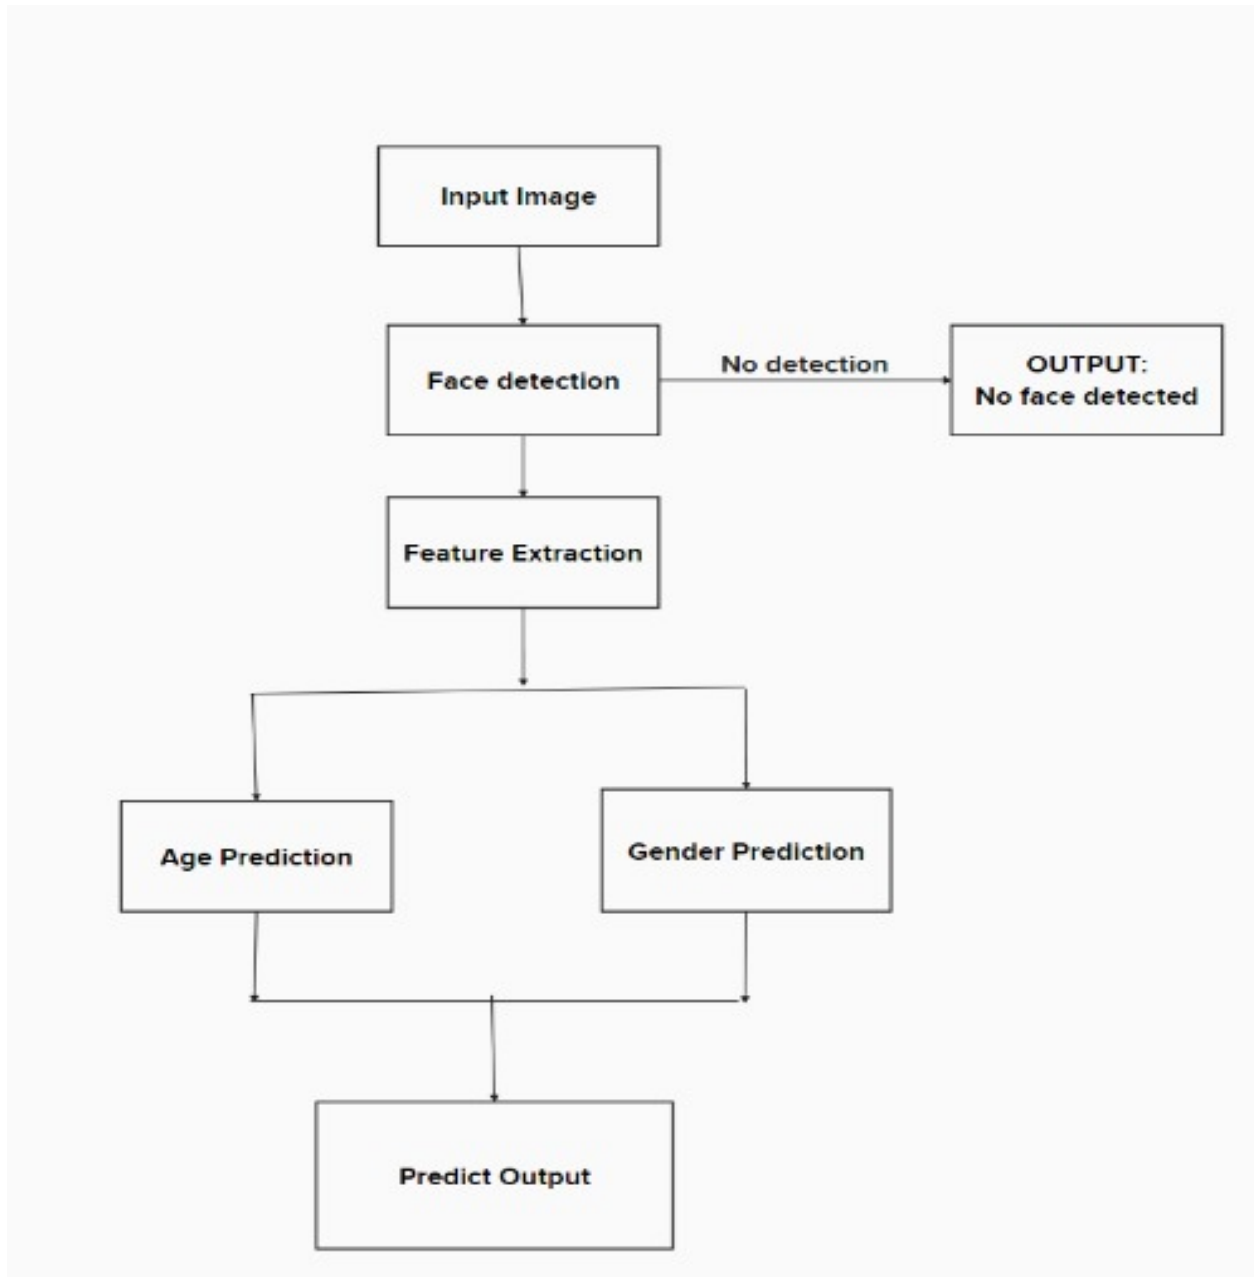 Input Image
Face detection
No detection
OUTPUT:
No face detected
Feature Extraction
Age Prediction
Gender Prediction
Predict Output